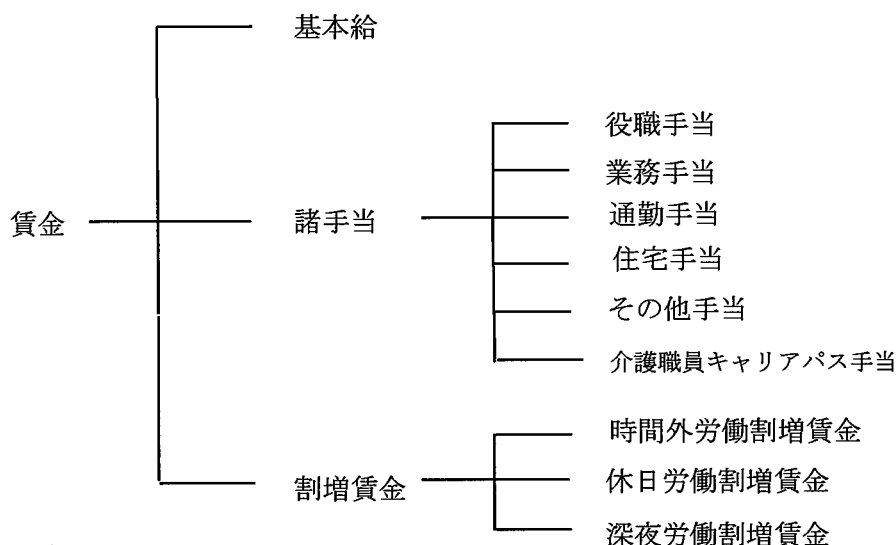 基本給
役職手当
業務手当
賃金
諸手当
通勤手当
住宅手当
その他手当
介護職員キャリアパス手当
時間外労働割増賃金
割増賃金
休日労働割増賃金
深夜労働割増賃金